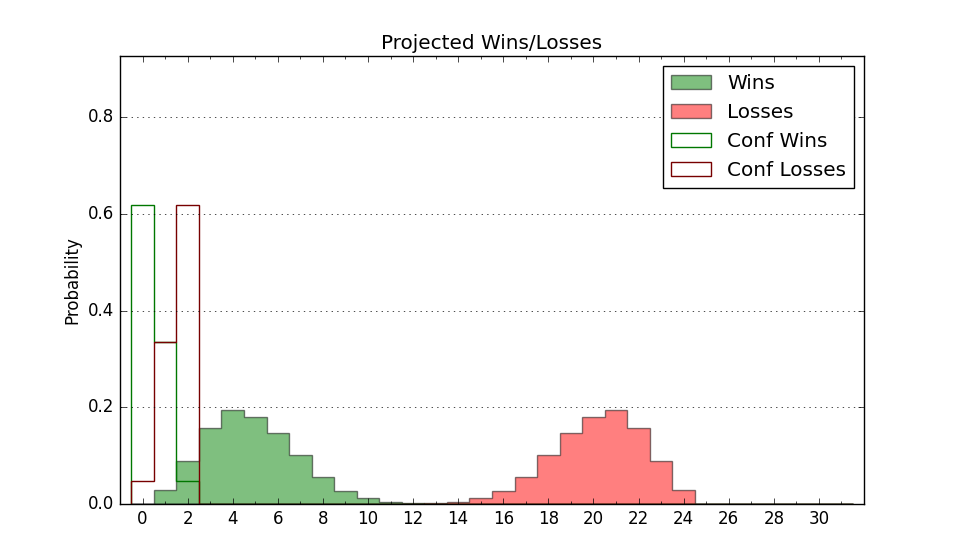 Projected Wins/Losses
Wins
Losses
Conf Wins
Conf Losses
Probability
0.8
0.6
0.4
0.2
0.0
0 2 4 6 8 10 12 14 16 18 20 22 24 26 28 30